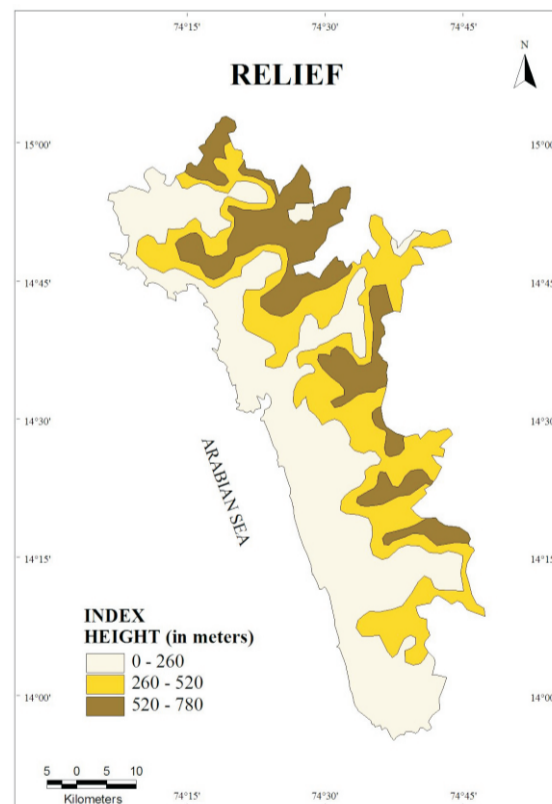 74°15' 74°30' 74°45'
RELIEF
N
15°00' 15°00'
14°45' 14°45'
14°30' 14°30'
ARABIAN SEA
14°15' 14°15'
INDEX
HEIGHT (in meters)
0 - 260
260 - 520
520 - 780
14°00' 14°00'
5 0 5 10
Kilometers
74°15' 74°30' 74°45'